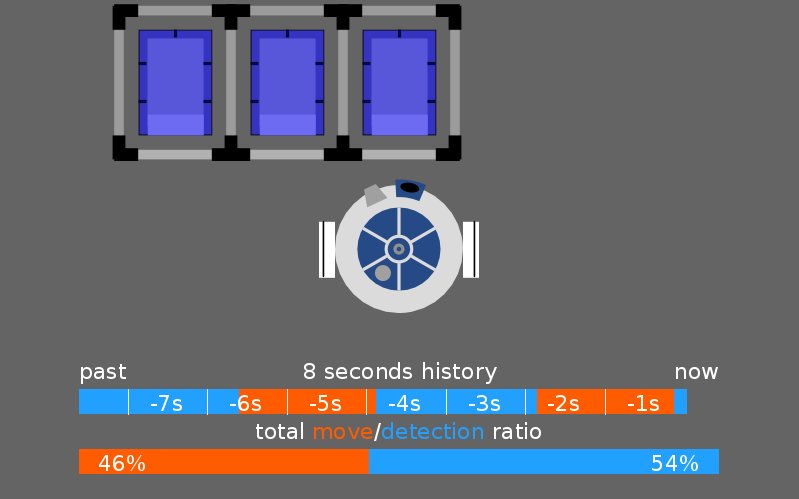 past 8 seconds history now
-7s -6s -5s -4s -3s -2s -1s
total move/detection ratio
46% 54%